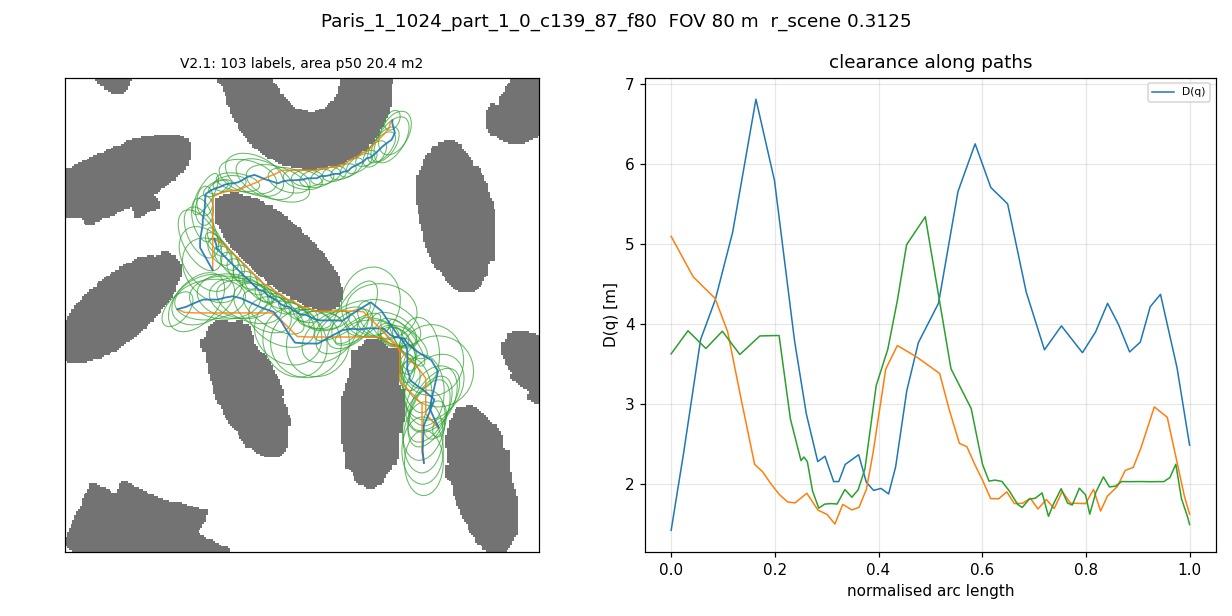 Paris_1_1024_part_1_0_c139_87_f80  FOV 80 m  r_scene 0.3125
V2.1: 103 labels, area p50 20.4 m2
clearance along paths
D(q)
7
6
5
4
3
2
D(q) [m]
0.0 0.2 0.4 0.6 0.8 1.0
normalised arc length